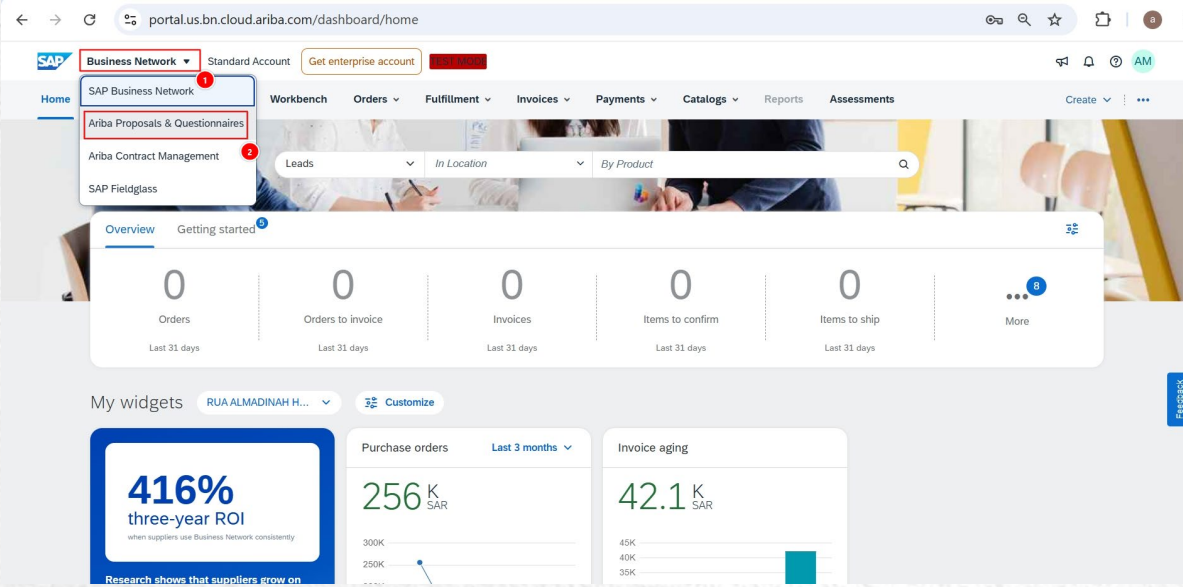 portal.us.bn.cloud.ariba.com/dashboard/home
a
SAP
Business Network
Standard Account
Get enterprise account
TEST MODE
AM
1
SAP Business Network
Ariba Proposals & Questionnaires
2
Ariba Contract Management
SAP Fieldglass
Home
Workbench
Orders
Fulfillment
Invoices
Payments
Catalogs
Reports
Assessments
Create
Leads
In Location
By Product
Overview
Getting started
5
0
Orders
Last 31 days
0
Orders to invoice
Last 31 days
0
Invoices
Last 31 days
0
Items to confirm
Last 31 days
0
Items to ship
Last 31 days
8
More
Feedback
My widgets
RUA ALMADINAH H...
Customize
416%
three-year ROI
when suppliers use Business Network consistently
Research shows that suppliers grow on
Purchase orders
Last 3 months
256 K SAR
300K
250K
Invoice aging
42.1 K SAR
45K
40K
35K